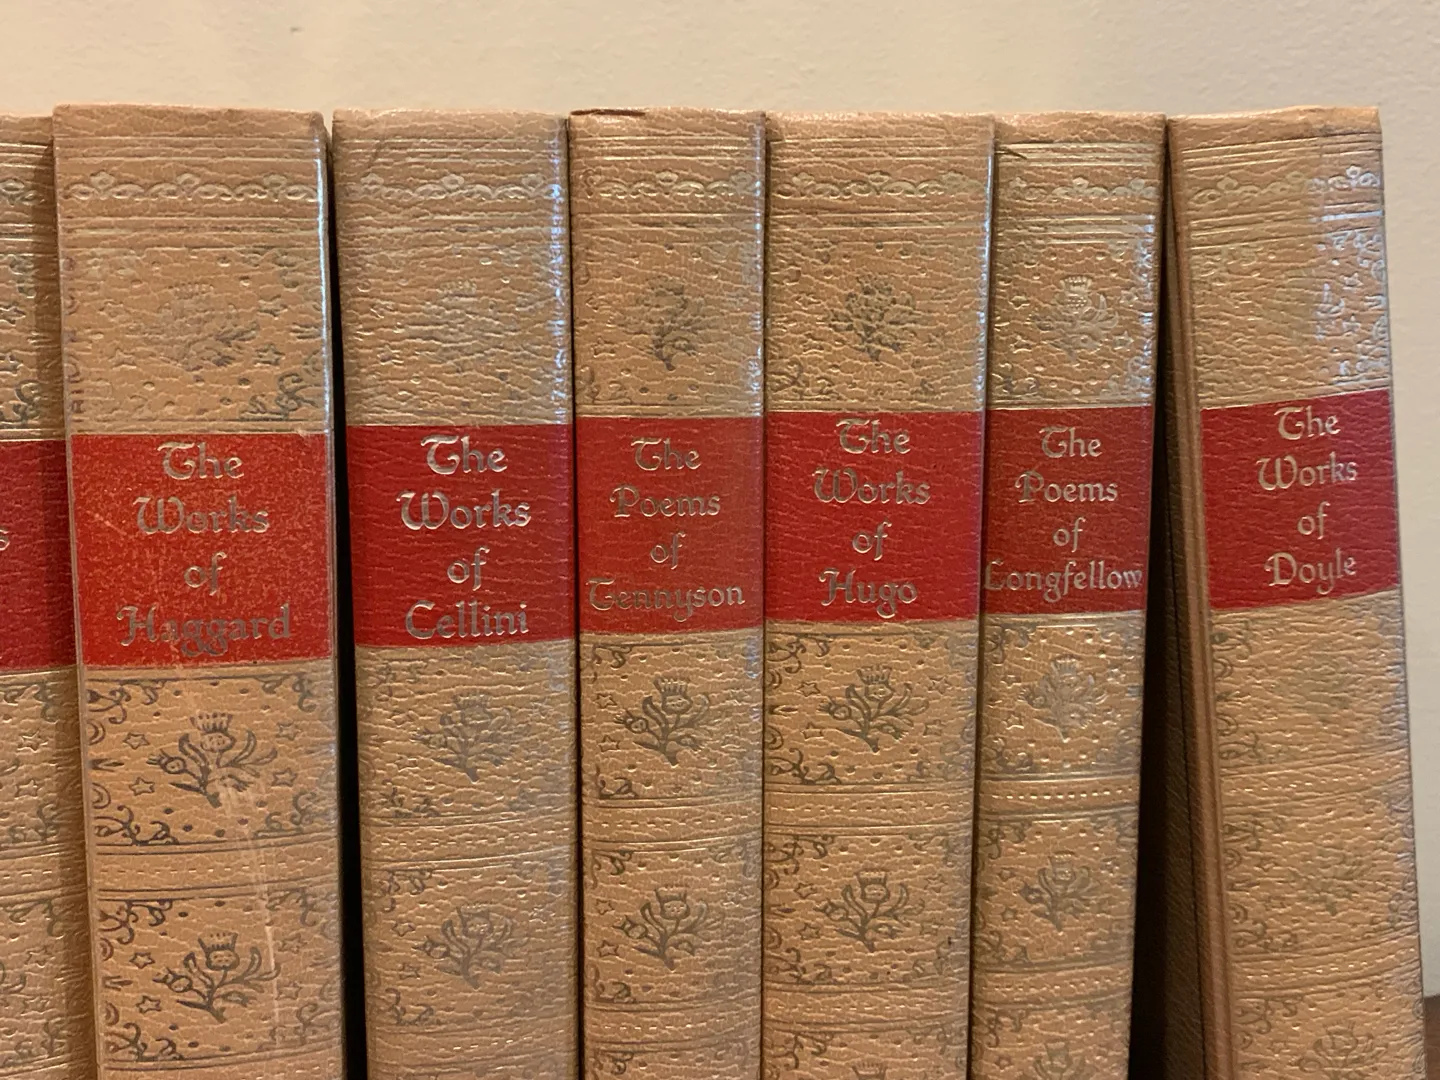 s
The
Works
of
Haggard
The
Works
of
Cellini
The
Poems
of
Tennyson
The
Works
of
Hugo
The
Poems
of
Longfellow
The
Works
of
Doyle